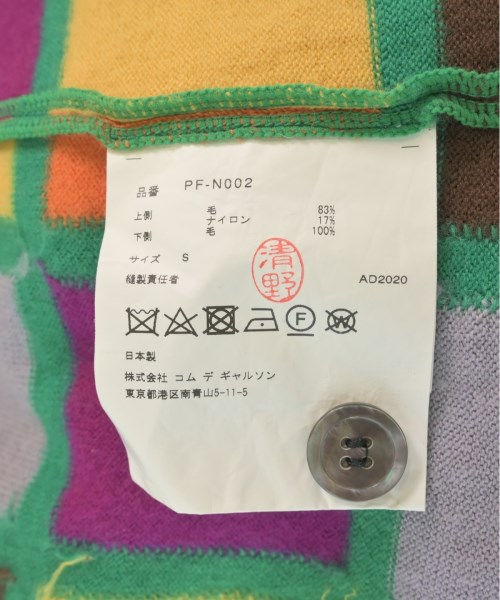 品番 PF-N002
上側 毛 83%
ナイロン 17%
下側 毛 100%
サイズ S
縫製責任者 清野 AD2020
F W
日本製
株式会社 コム デ ギャルソン
東京都港区南青山5-11-5